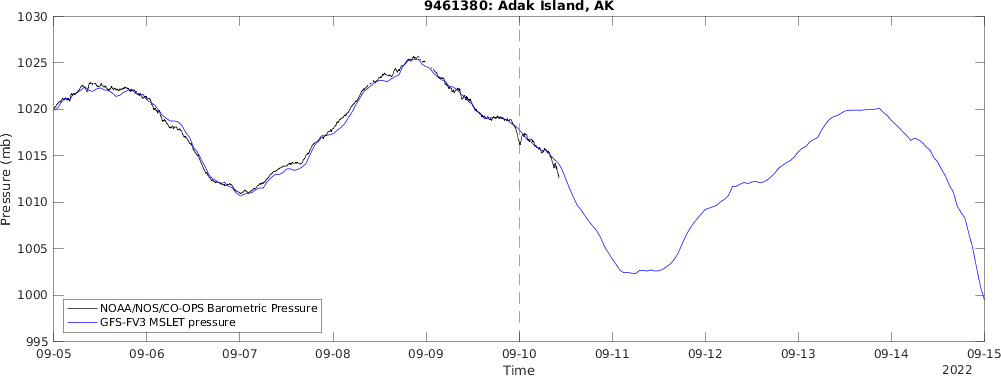 9461380: Adak Island, AK
1030
1025
1020
1015
1010
1005
1000
995
Pressure (mb)
NOAA/NOS/CO-OPS Barometric Pressure
GFS-FV3 MSLET pressure
09-05 09-06 09-07 09-08 09-09 09-10 09-11 09-12 09-13 09-14 09-15
Time
2022